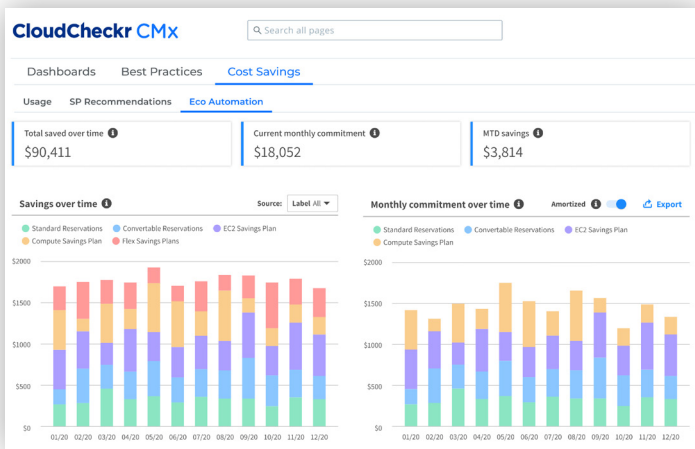 CloudCheckr CMx
Search all pages
Dashboards Best Practices Cost Savings
Usage SP Recommendations Eco Automation
Total saved over time
$90,411
Current monthly commitment
$18,052
MTD savings
$3,814
Savings over time
Source: Label All
Standard Reservations Convertable Reservations EC2 Savings Plan
Compute Savings Plan Flex Savings Plans
$2000
$1500
$1000
$500
$0
01/20 02/20 03/20 04/20 05/20 06/20 07/20 08/20 09/20 10/20 11/20 12/20
Monthly commitment over time
Amortized Export
Standard Reservations Convertable Reservations EC2 Savings Plan
Compute Savings Plan
$2000
$1500
$1000
$500
$0
01/20 02/20 03/20 04/20 05/20 06/20 07/20 08/20 09/20 10/20 11/20 12/20